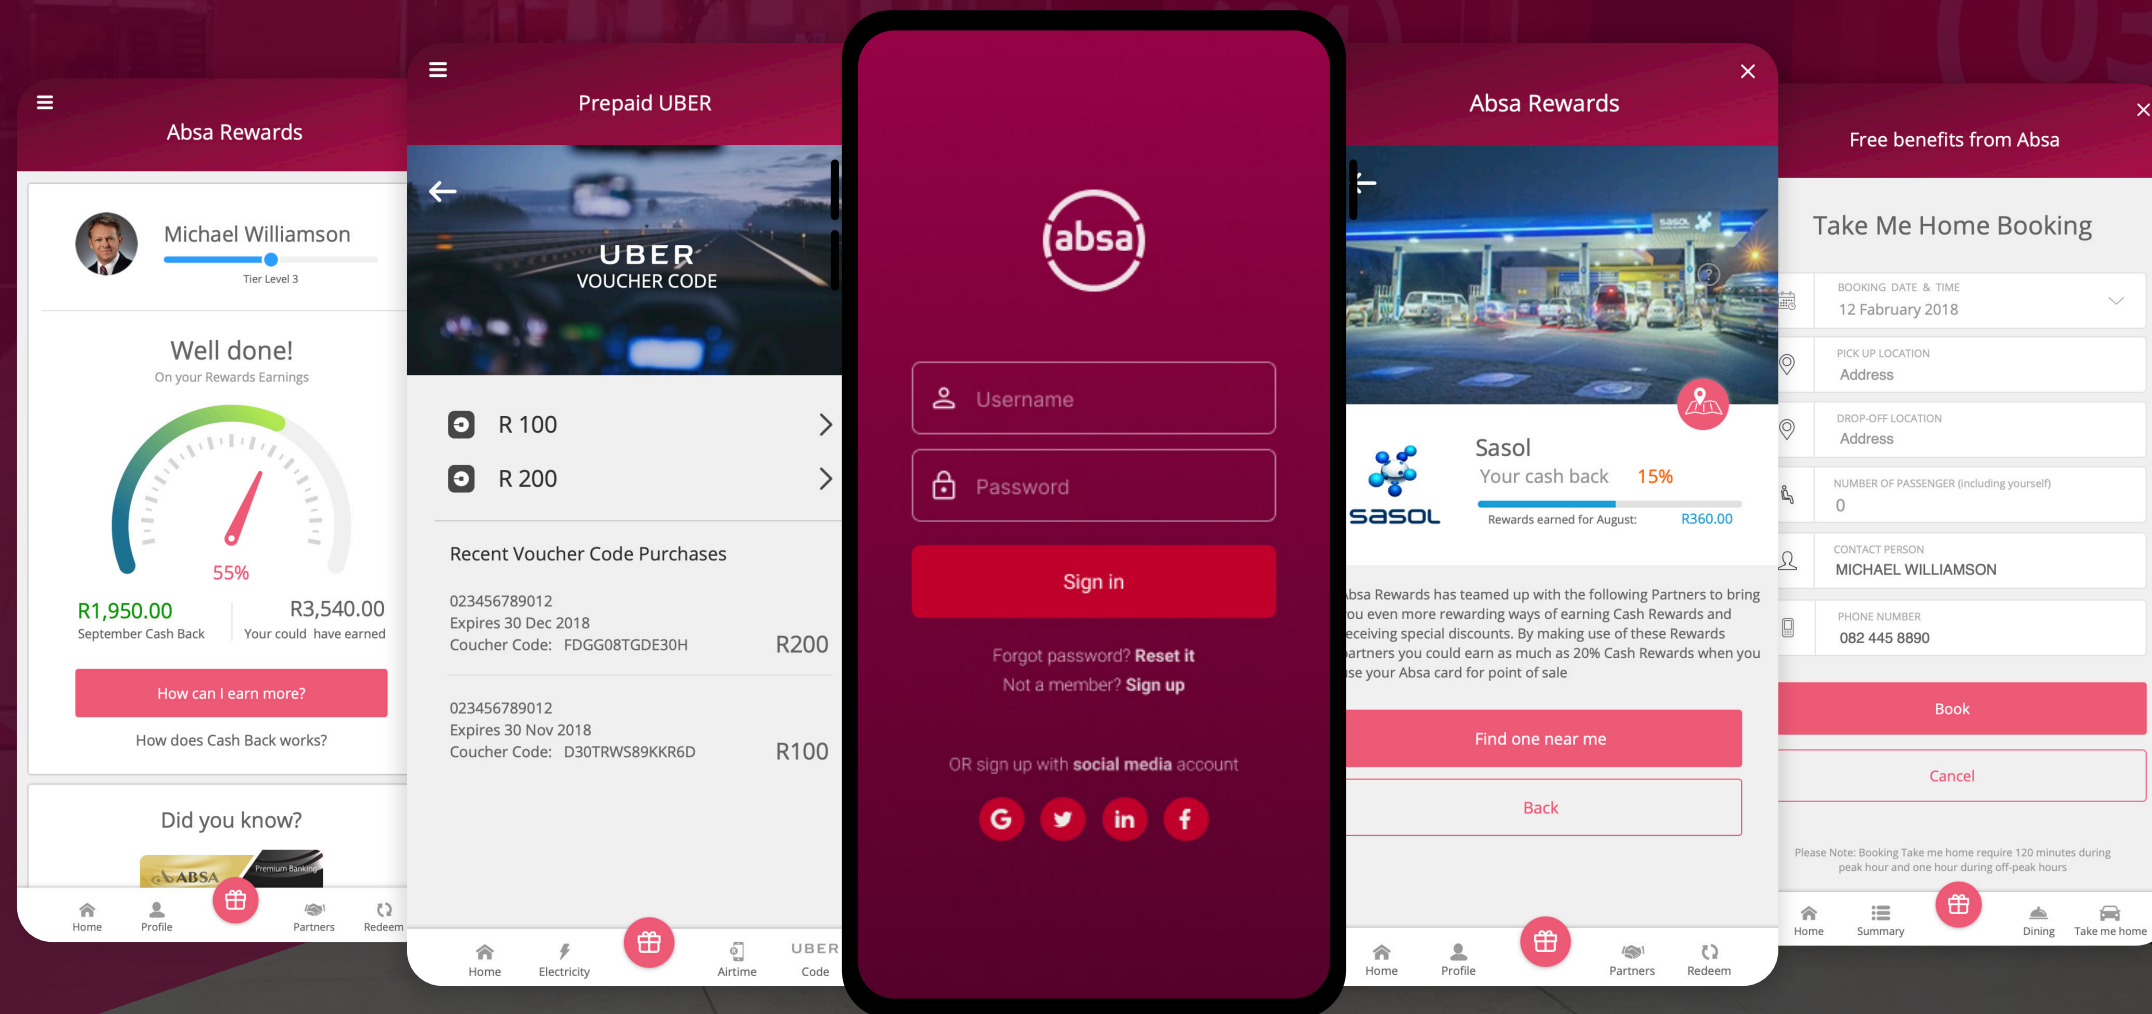 Absa Rewards
Michael Williamson
Tier Level 3
Well done!
On your Rewards Earnings
55%
R1,950.00
September Cash Back
R3,540.00
Your could have earned
How can I earn more?
How does Cash Back works?
Did you know?
ABSA
Premium Banking
Home
Profile
Partners
Redeem
Prepaid UBER
UBER
VOUCHER CODE
R 100
R 200
Recent Voucher Code Purchases
023456789012
Expires 30 Dec 2018
Coucher Code: FDGG08TGDE30H
R200
023456789012
Expires 30 Nov 2018
Coucher Code: D30TRWS89KKR6D
R100
Home
Electricity
Airtime
UBER
Code
absa
Username
Password
Sign in
Forgot password? Reset it
Not a member? Sign up
OR sign up with social media account
G
in
f
Absa Rewards
sasol
?
Sasol
Your cash back 15%
sasol
Rewards earned for August: R360.00
Absa Rewards has teamed up with the following Partners to bring
you even more rewarding ways of earning Cash Rewards and
receiving special discounts. By making use of these Rewards
partners you could earn as much as 20% Cash Rewards when you
use your Absa card for point of sale
Find one near me
Back
Home
Profile
Partners
Redeem
Free benefits from Absa
Take Me Home Booking
BOOKING DATE & TIME
12 Fabruary 2018
PICK UP LOCATION
Address
DROP-OFF LOCATION
Address
NUMBER OF PASSENGER (including yourself)
0
CONTACT PERSON
MICHAEL WILLIAMSON
PHONE NUMBER
082 445 8890
Book
Cancel
Please Note: Booking Take me home require 120 minutes during
peak hour and one hour during off-peak hours
Home
Summary
Dining
Take me home